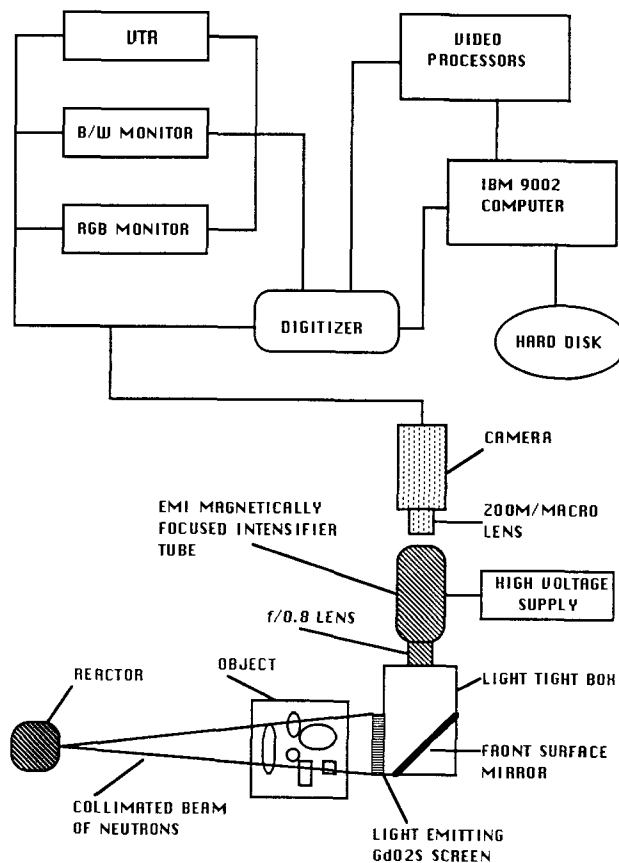 VTR
B/W MONITOR
RGB MONITOR
VIDEO
PROCESSORS
IBM 9002
COMPUTER
DIGITIZER
HARD DISK
CAMERA
200M/MACRO
LENS
EMI MAGNETICALLY
FOCUSED INTENSIFIER
TUBE
HIGH VOLTAGE
SUPPLY
f/0.8 LENS
OBJECT
REACTOR
LIGHT TIGHT BOX
FRONT SURFACE
MIRROR
COLLIMATED BEAM
OF NEUTRONS
LIGHT EMITTING
GdO2S SCREEN